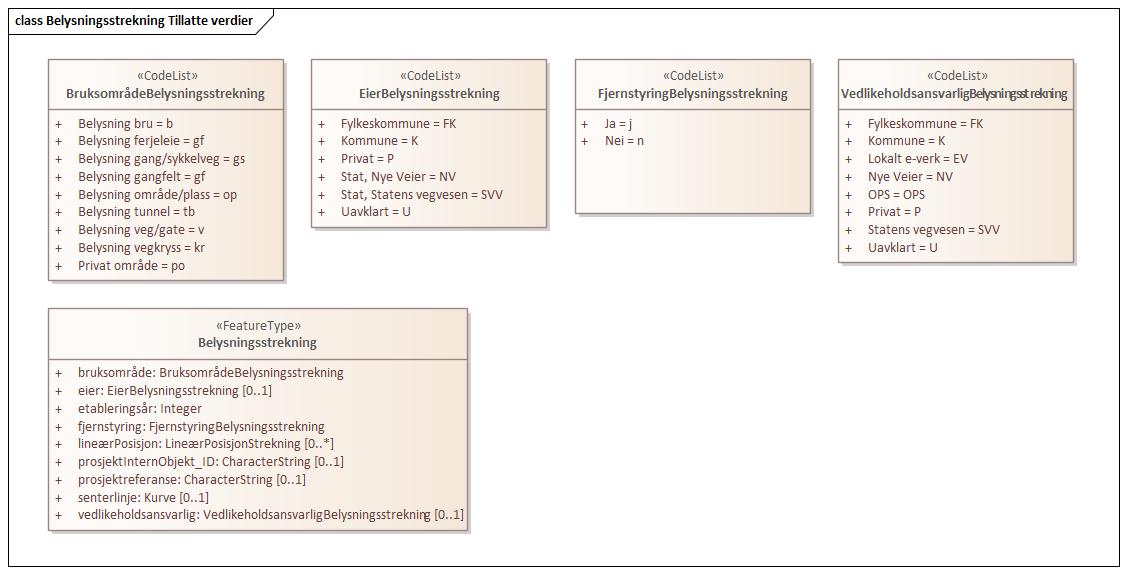 class Belysningsstrekning Tillatte verdier
«CodeList»
BruksområdeBelysningsstrekning
+ Belysning bru = b
+ Belysning ferjeleie = gf
+ Belysning gang/sykkelveg = gs
+ Belysning gangfelt = gf
+ Belysning område/plass = op
+ Belysning tunnel = tb
+ Belysning veg/gate = v
+ Belysning vegkryss = kr
+ Privat område = po
«CodeList»
EierBelysningsstrekning
+ Fylkeskommune = FK
+ Kommune = K
+ Privat = P
+ Stat, Nye Veier = NV
+ Stat, Statens vegvesen = SVV
+ Uavklart = U
«CodeList»
FjernstyringBelysningsstrekning
+ Ja = j
+ Nei = n
«CodeList»
VedlikeholdsansvarligBelysningsstrekning
+ Fylkeskommune = FK
+ Kommune = K
+ Lokalt e-verk = EV
+ Nye Veier = NV
+ OPS = OPS
+ Privat = P
+ Statens vegvesen = SVV
+ Uavklart = U
«FeatureType»
Belysningsstrekning
+ bruksområde: BruksområdeBelysningsstrekning
+ eier: EierBelysningsstrekning [0..1]
+ etableringsår: Integer
+ fjernstyring: FjernstyringBelysningsstrekning
+ lineærPosisjon: LineærPosisjonStrekning [0..*]
+ prosjektInternObjekt_ID: CharacterString [0..1]
+ prosjektreferanse: CharacterString [0..1]
+ senterlinje: Kurve [0..1]
+ vedlikeholdsansvarlig: VedlikeholdsansvarligBelysningsstrekning [0..1]